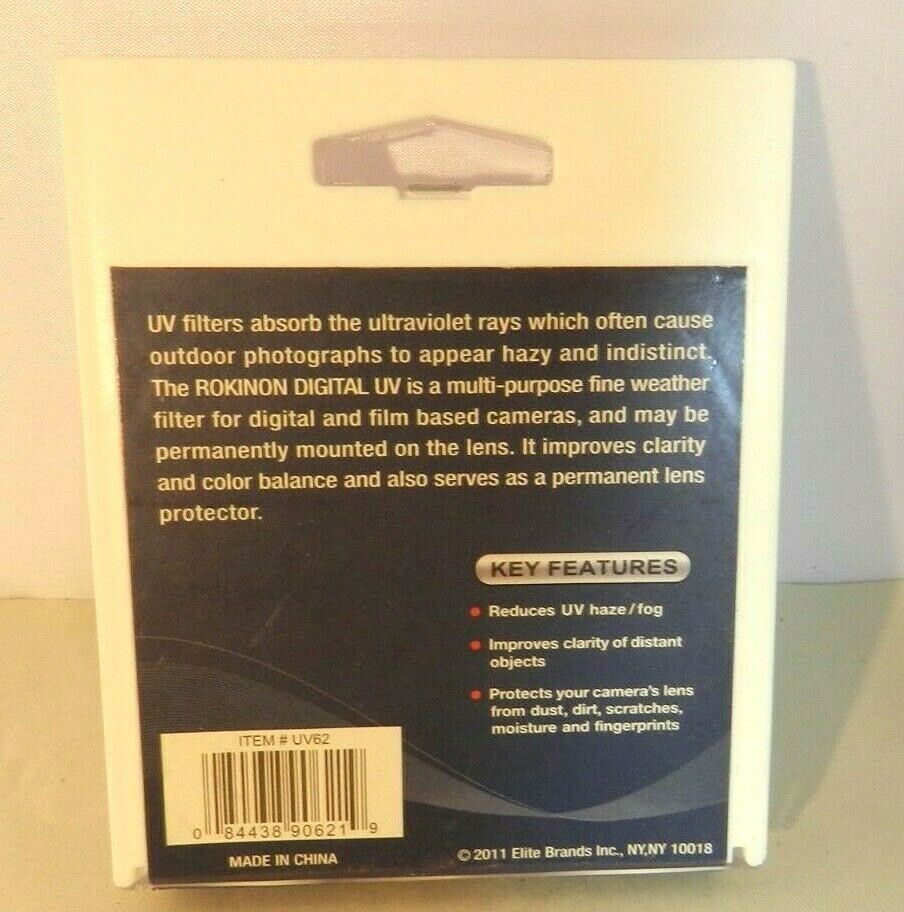 UV filters absorb the ultraviolet rays which often cause
outdoor photographs to appear hazy and indistinct.
The ROKINON DIGITAL UV is a multi-purpose fine weather
filter for digital and film based cameras, and may be
permanently mounted on the lens. It improves clarity
and color balance and also serves as a permanent lens
protector.
KEY FEATURES
• Reduces UV haze/fog
• Improves clarity of distant
objects
• Protects your camera's lens
from dust, dirt, scratches,
moisture and fingerprints
ITEM # UV62
0 84438 90621 9
MADE IN CHINA
© 2011 Elite Brands Inc., NY,NY 10018